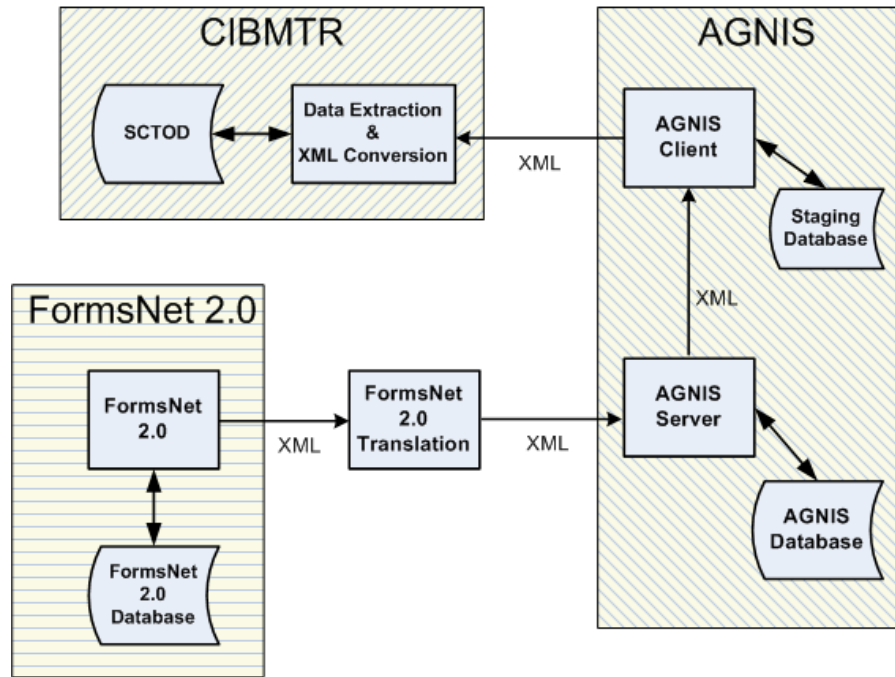 CIBMTR
SCTOD
Data Extraction
&
XML Conversion
XML
AGNIS
AGNIS
Client
Staging
Database
XML
FormsNet 2.0
FormsNet
2.0
XML
FormsNet
2.0
Translation
XML
AGNIS
Server
AGNIS
Database
FormsNet
2.0
Database